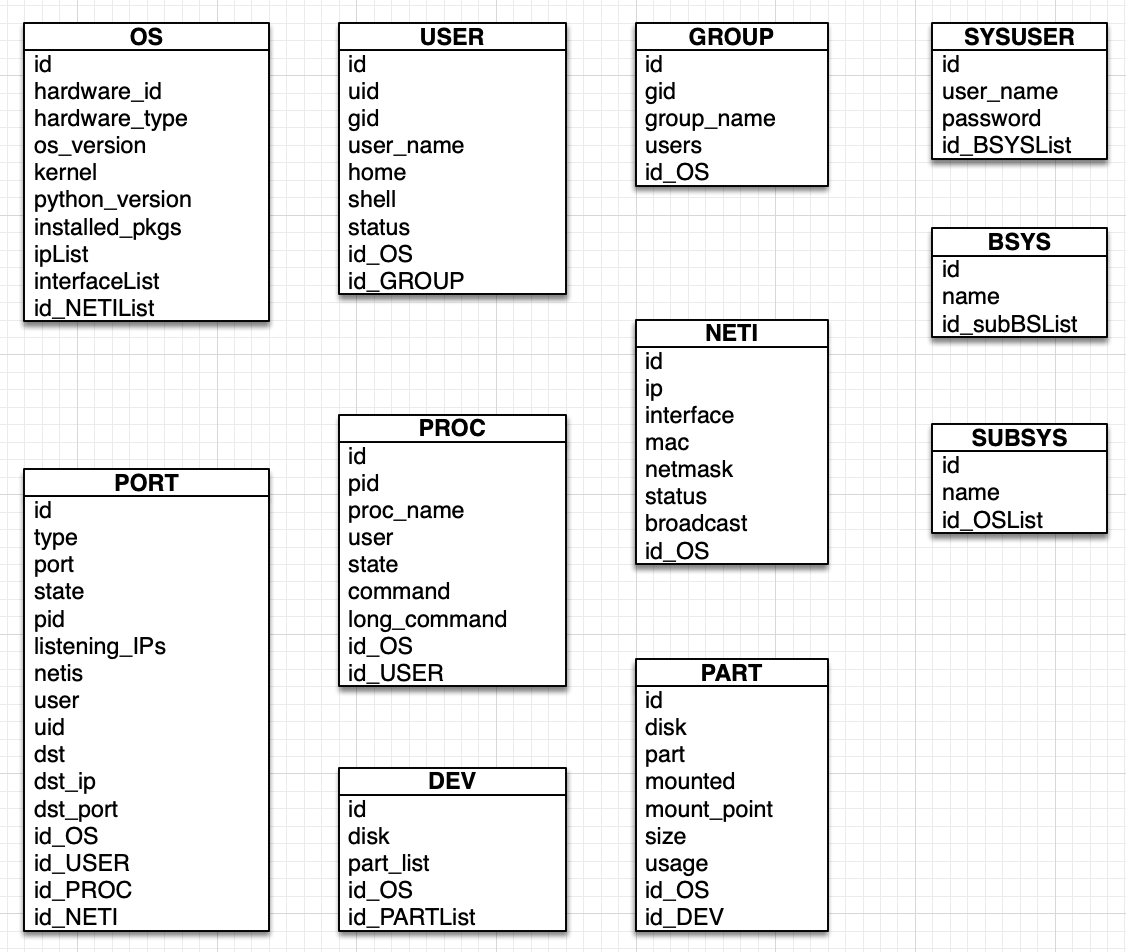 OS
id
hardware_id
hardware_type
os_version
kernel
python_version
installed_pkgs
ipList
interfaceList
id_NETIList
USER
id
uid
gid
user_name
home
shell
status
id_OS
id_GROUP
GROUP
id
gid
group_name
users
id_OS
SYSUSER
id
user_name
password
id_BSYSList
BSYS
id
name
id_subBSList
NETI
id
ip
interface
mac
netmask
status
broadcast
id_OS
PROC
id
pid
proc_name
user
state
command
long_command
id_OS
id_USER
SUBSYS
id
name
id_OSList
PORT
id
type
port
state
pid
listening_IPs
netis
user
uid
dst
dst_ip
dst_port
id_OS
id_USER
id_PROC
id_NETI
DEV
id
disk
part_list
id_OS
id_PARTList
PART
id
disk
part
mounted
mount_point
size
usage
id_OS
id_DEV